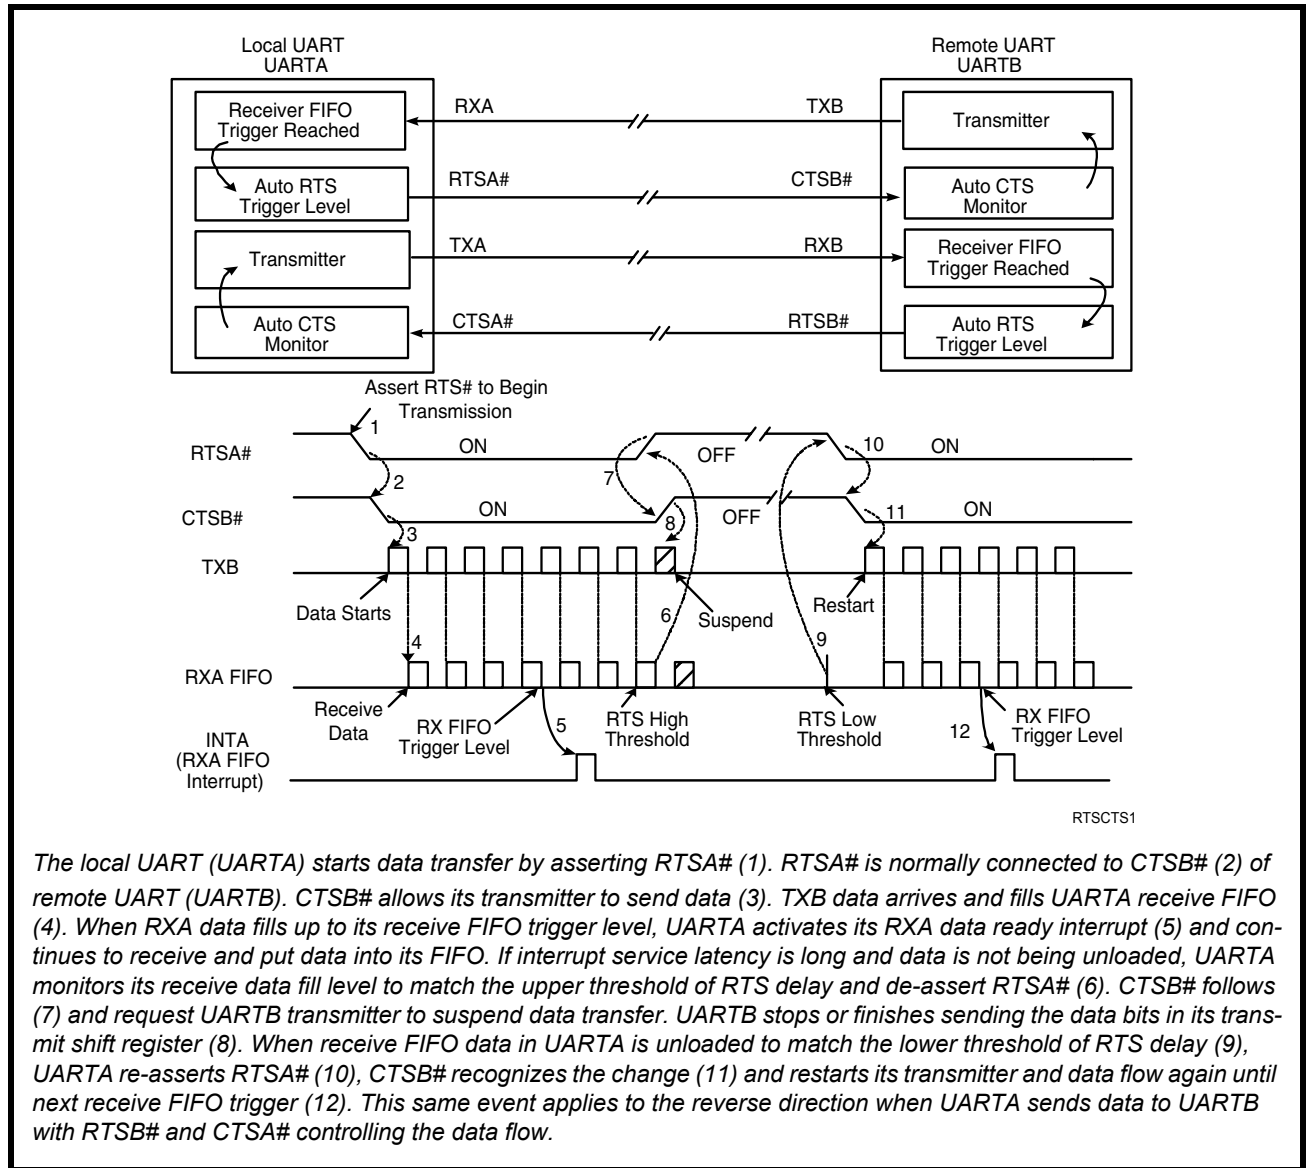 Local UART
UARTA
Remote UART
UARTB
Receiver FIFO
Trigger Reached
RXA
TXB
Transmitter
Auto RTS
Trigger Level
RTSA#
CTSB#
Auto CTS
Monitor
Transmitter
TXA
RXB
Receiver FIFO
Trigger Reached
Auto CTS
Monitor
CTSA#
RTSB#
Auto RTS
Trigger Level
Assert RTS# to Begin
Transmission
1
RTSA#
ON
OFF
10
ON
2
7
CTSB#
ON
8
OFF
11
ON
3
TXB
Data Starts
6
Suspend
Restart
4
9
RXA FIFO
Receive
Data
RX FIFO
Trigger Level
5
RTS High
Threshold
RTS Low
Threshold
12
RX FIFO
Trigger Level
INTA
(RXA FIFO
Interrupt)
RTSCTS1
The local UART (UARTA) starts data transfer by asserting RTSA# (1). RTSA# is normally connected to CTSB# (2) of
remote UART (UARTB). CTSB# allows its transmitter to send data (3). TXB data arrives and fills UARTA receive FIFO
(4). When RXA data fills up to its receive FIFO trigger level, UARTA activates its RXA data ready interrupt (5) and con-
tinues to receive and put data into its FIFO. If interrupt service latency is long and data is not being unloaded, UARTA
monitors its receive data fill level to match the upper threshold of RTS delay and de-assert RTSA# (6). CTSB# follows
(7) and request UARTB transmitter to suspend data transfer. UARTB stops or finishes sending the data bits in its trans-
mit shift register (8). When receive FIFO data in UARTA is unloaded to match the lower threshold of RTS delay (9),
UARTA re-asserts RTSA# (10), CTSB# recognizes the change (11) and restarts its transmitter and data flow again until
next receive FIFO trigger (12). This same event applies to the reverse direction when UARTA sends data to UARTB
with RTSB# and CTSA# controlling the data flow.